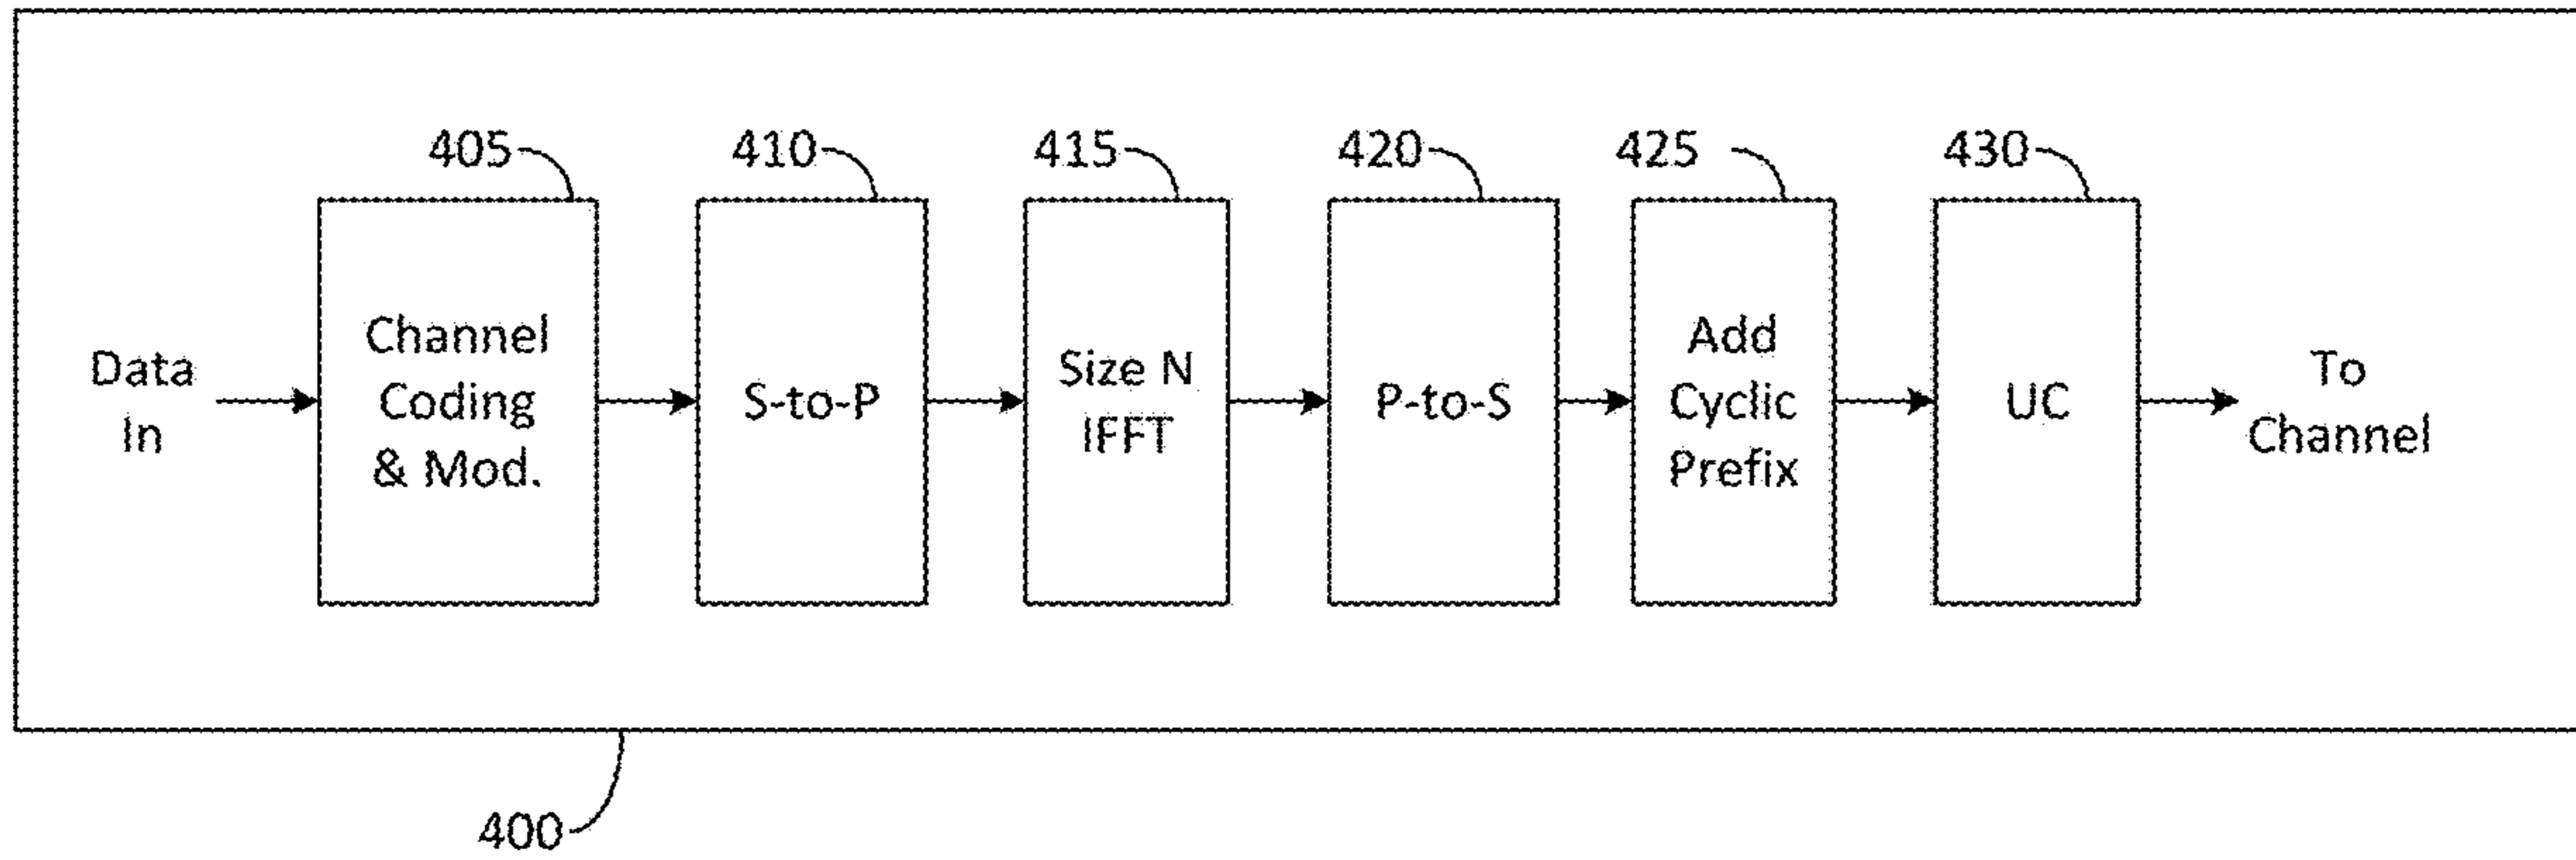 405
410
415
420
425
430
Data
In
Channel
Coding
& Mod.
S-to-P
Size N
IFFT
P-to-S
Add
Cyclic
Prefix
UC
To
Channel
400